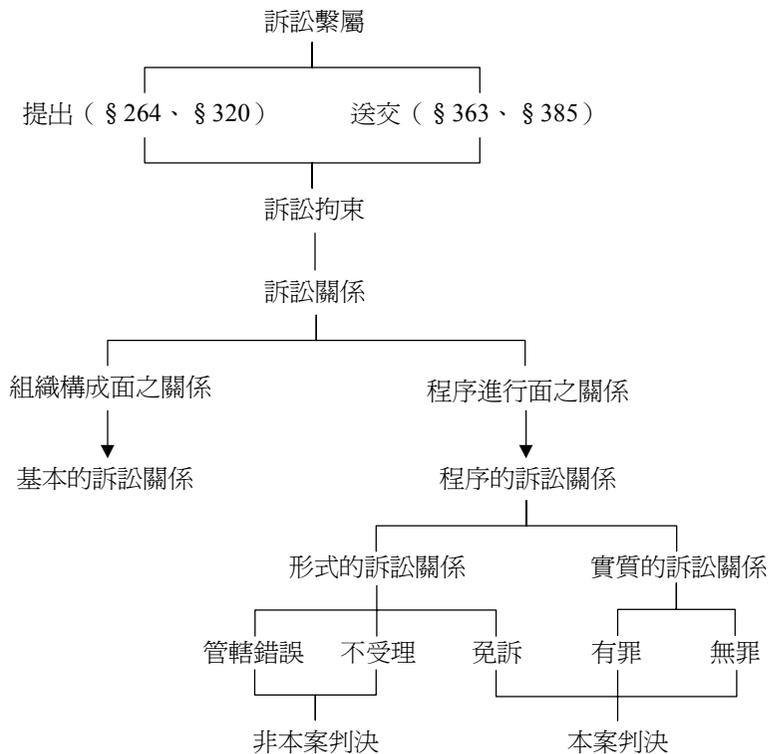 訴訟繫屬
提出（§264、§320）
送交（§363、§385）
訴訟拘束
訴訟關係
組織構成面之關係
程序進行面之關係
基本的訴訟關係
程序的訴訟關係
形式的訴訟關係
實質的訴訟關係
管轄錯誤
不受理
免訴
有罪
無罪
非本案判決
本案判決